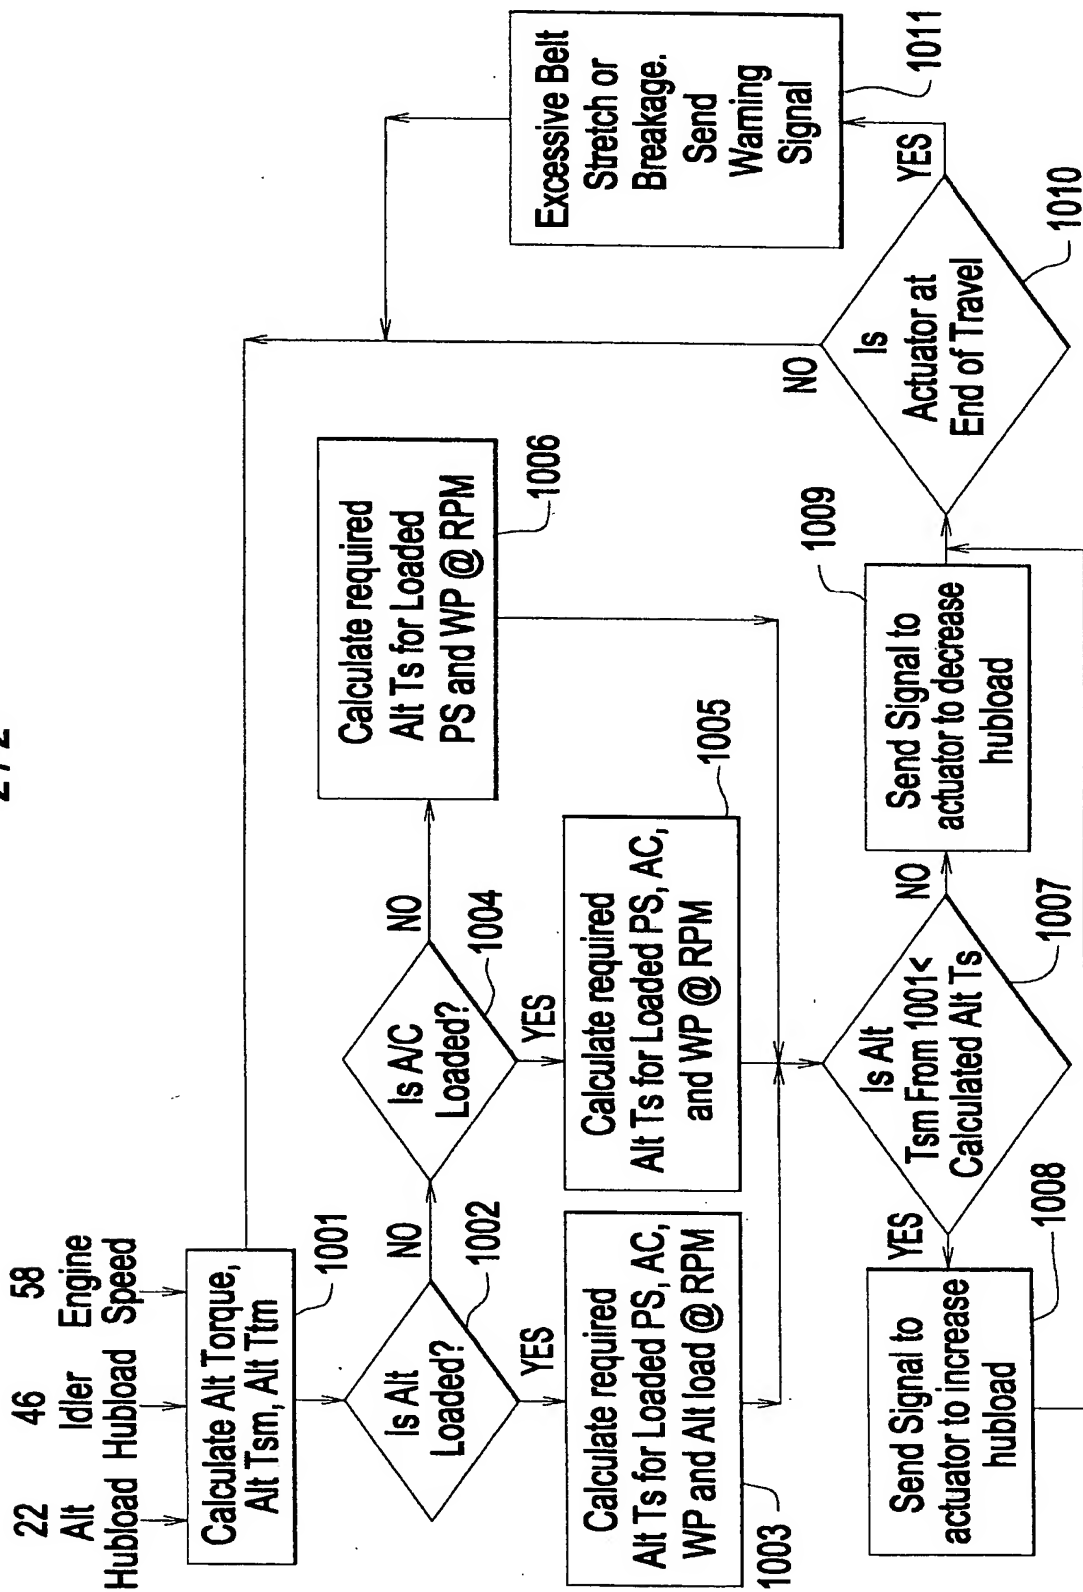 22
Alt
Hubload
46
Idler
Hubload
58
Engine
Speed
Calculate Alt Torque,
Alt Tsm, Alt Ttm
1001
Is Alt
Loaded?
1002
NO
YES
Calculate required
Alt Ts for Loaded PS, AC,
WP and Alt load @ RPM
1003
Is A/C
Loaded?
1004
NO
YES
Calculate required
Alt Ts for Loaded PS, AC,
and WP @ RPM
1005
Calculate required
Alt Ts for Loaded
PS and WP @ RPM
1006
Is Alt
Tsm From 1001<
Calculated Alt Ts
1007
YES
NO
Send Signal to
actuator to increase
hubload
1008
Send Signal to
actuator to decrease
hubload
1009
Is
Actuator at
End of Travel
1010
NO
YES
Excessive Belt
Stretch or
Breakage.
Send
Warning
Signal
1011